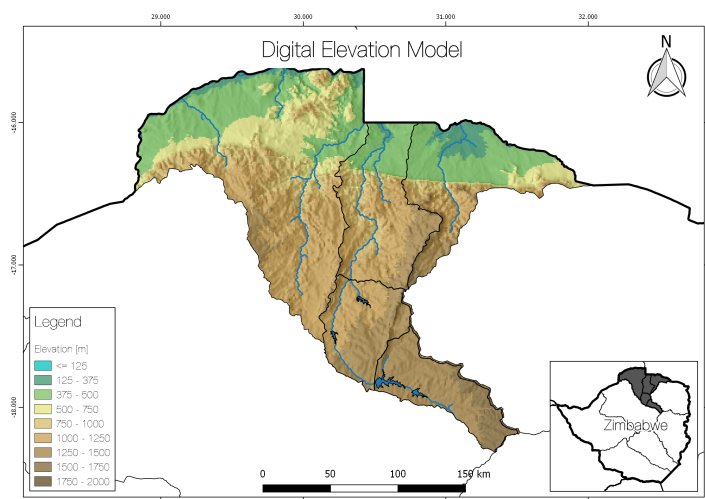 29.000 30.000 31.000 32.000
Digital Elevation Model
N
-16.000
-17.000
-18.000
Legend
Elevation [m]
<= 125
125 - 375
375 - 500
500 - 750
750 - 1000
1000 - 1250
1250 - 1500
1500 - 1750
1750 - 2000
0 50 100 150 km
Zimbabwe